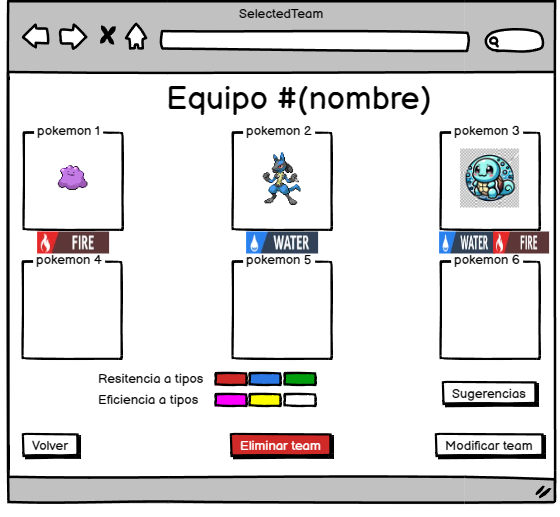 SelectedTeam
Equipo #(nombre)
pokemon 1 pokemon 2 pokemon 3
FIRE WATER WATER FIRE
pokemon 4 pokemon 5 pokemon 6
Resitencia a tipos
Eficiencia a tipos
Sugerencias
Volver Eliminar team Modificar team